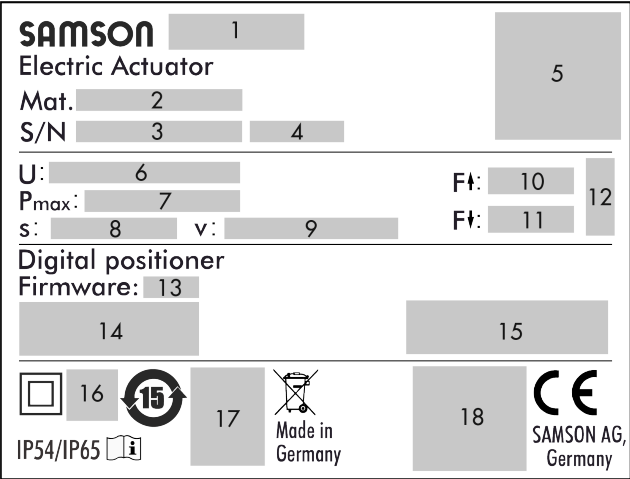 SAMSON 1
Electric Actuator
5
Mat. 2
S/N 3 4
U: 6
Pmax: 7
s: 8 v: 9
F⬆: 10
F⬇: 11
12
Digital positioner
Firmware: 13
14 15
16 15 17 18 CE
IP54/IP65 i
Made in
Germany
SAMSON AG,
Germany